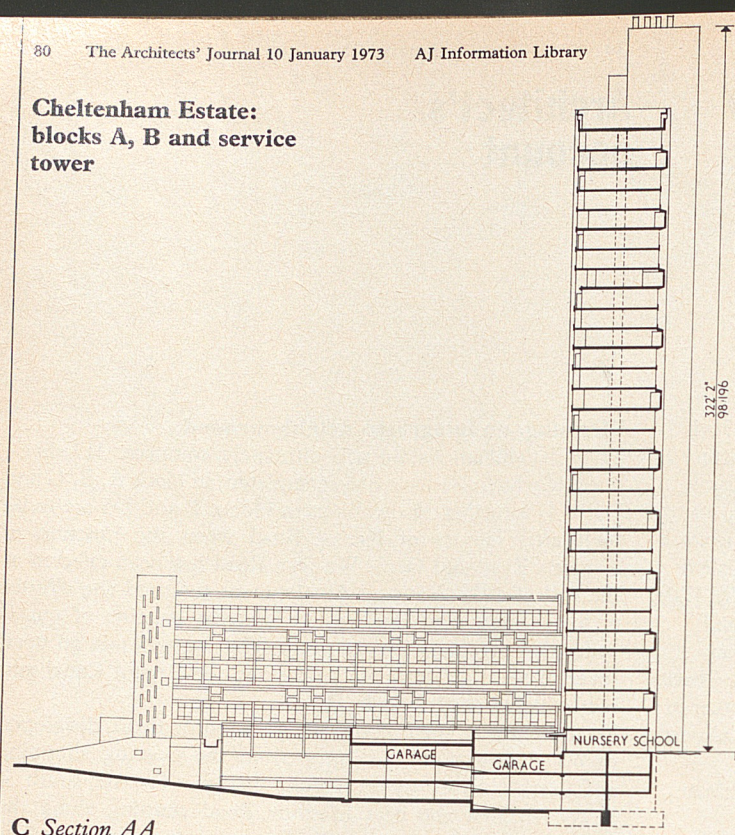 80 The Architects' Journal 10 January 1973 AJ Information Library
Cheltenham Estate:
blocks A, B and service
tower
322'2"
98·196
NURSERY SCHOOL
GARAGE
GARAGE
C Section AA